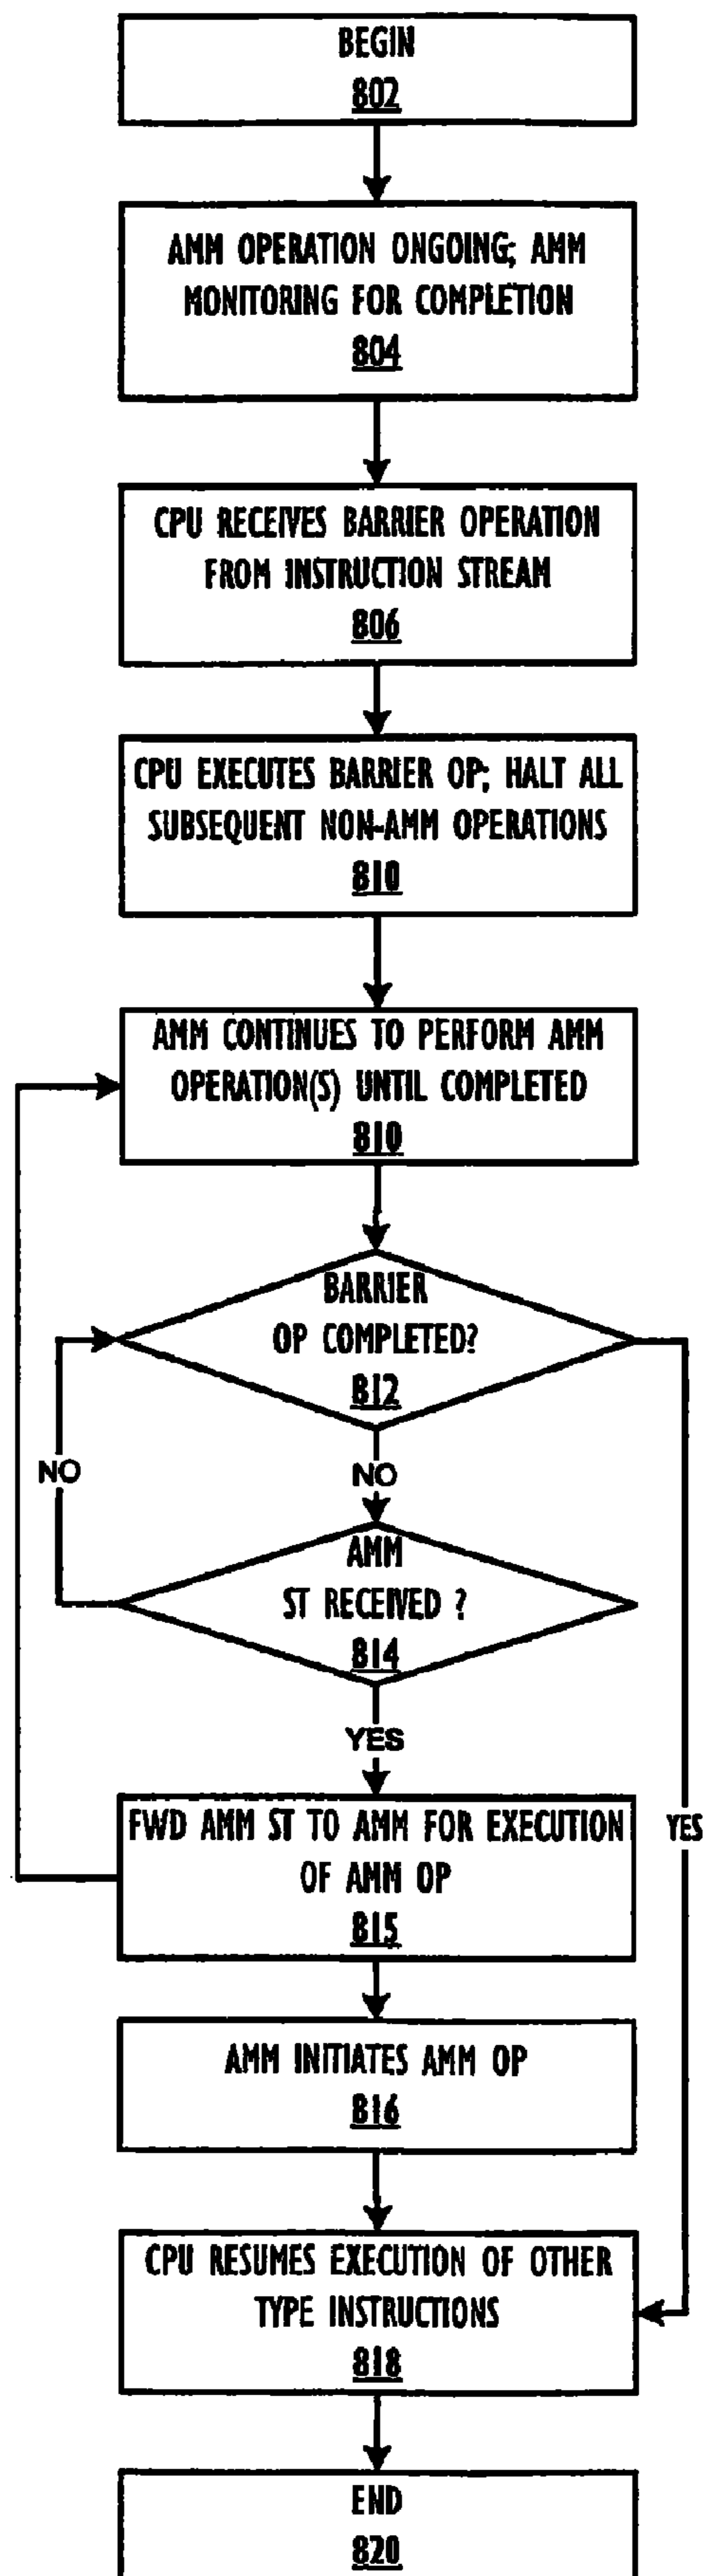 BEGIN
802
AMM OPERATION ONGOING; AMM
MONITORING FOR COMPLETION
804
CPU RECEIVES BARRIER OPERATION
FROM INSTRUCTION STREAM
806
CPU EXECUTES BARRIER OP; HALT ALL
SUBSEQUENT NON-AMM OPERATIONS
810
AMM CONTINUES TO PERFORM AMM
OPERATION(S) UNTIL COMPLETED
810
BARRIER
OP COMPLETED?
812
NO
NO
AMM
ST RECEIVED ?
814
YES
FWD AMM ST TO AMM FOR EXECUTION
OF AMM OP
815
YES
AMM INITIATES AMM OP
816
CPU RESUMES EXECUTION OF OTHER
TYPE INSTRUCTIONS
818
END
820